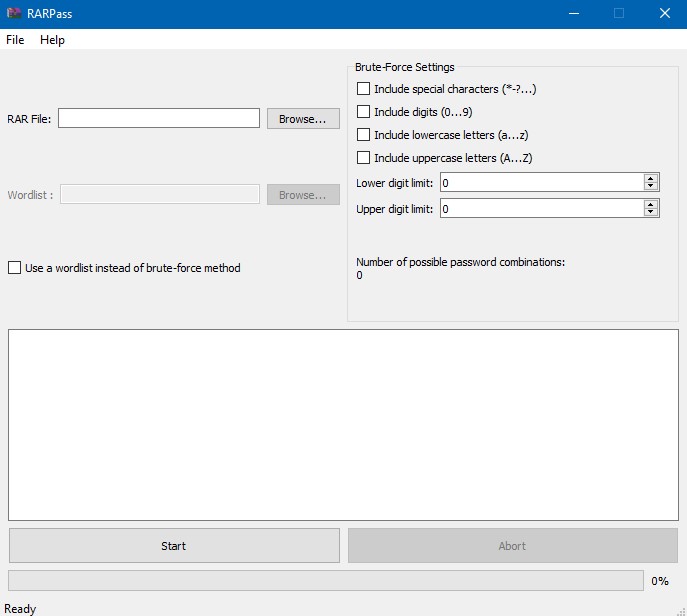 RARPass
File Help
RAR File: Browse...
Wordlist : Browse...
Use a wordlist instead of brute-force method
Brute-Force Settings
Include special characters (*-?...)
Include digits (0...9)
Include lowercase letters (a...z)
Include uppercase letters (A...Z)
Lower digit limit: 0
Upper digit limit: 0
Number of possible password combinations:
0
Start Abort
0%
Ready